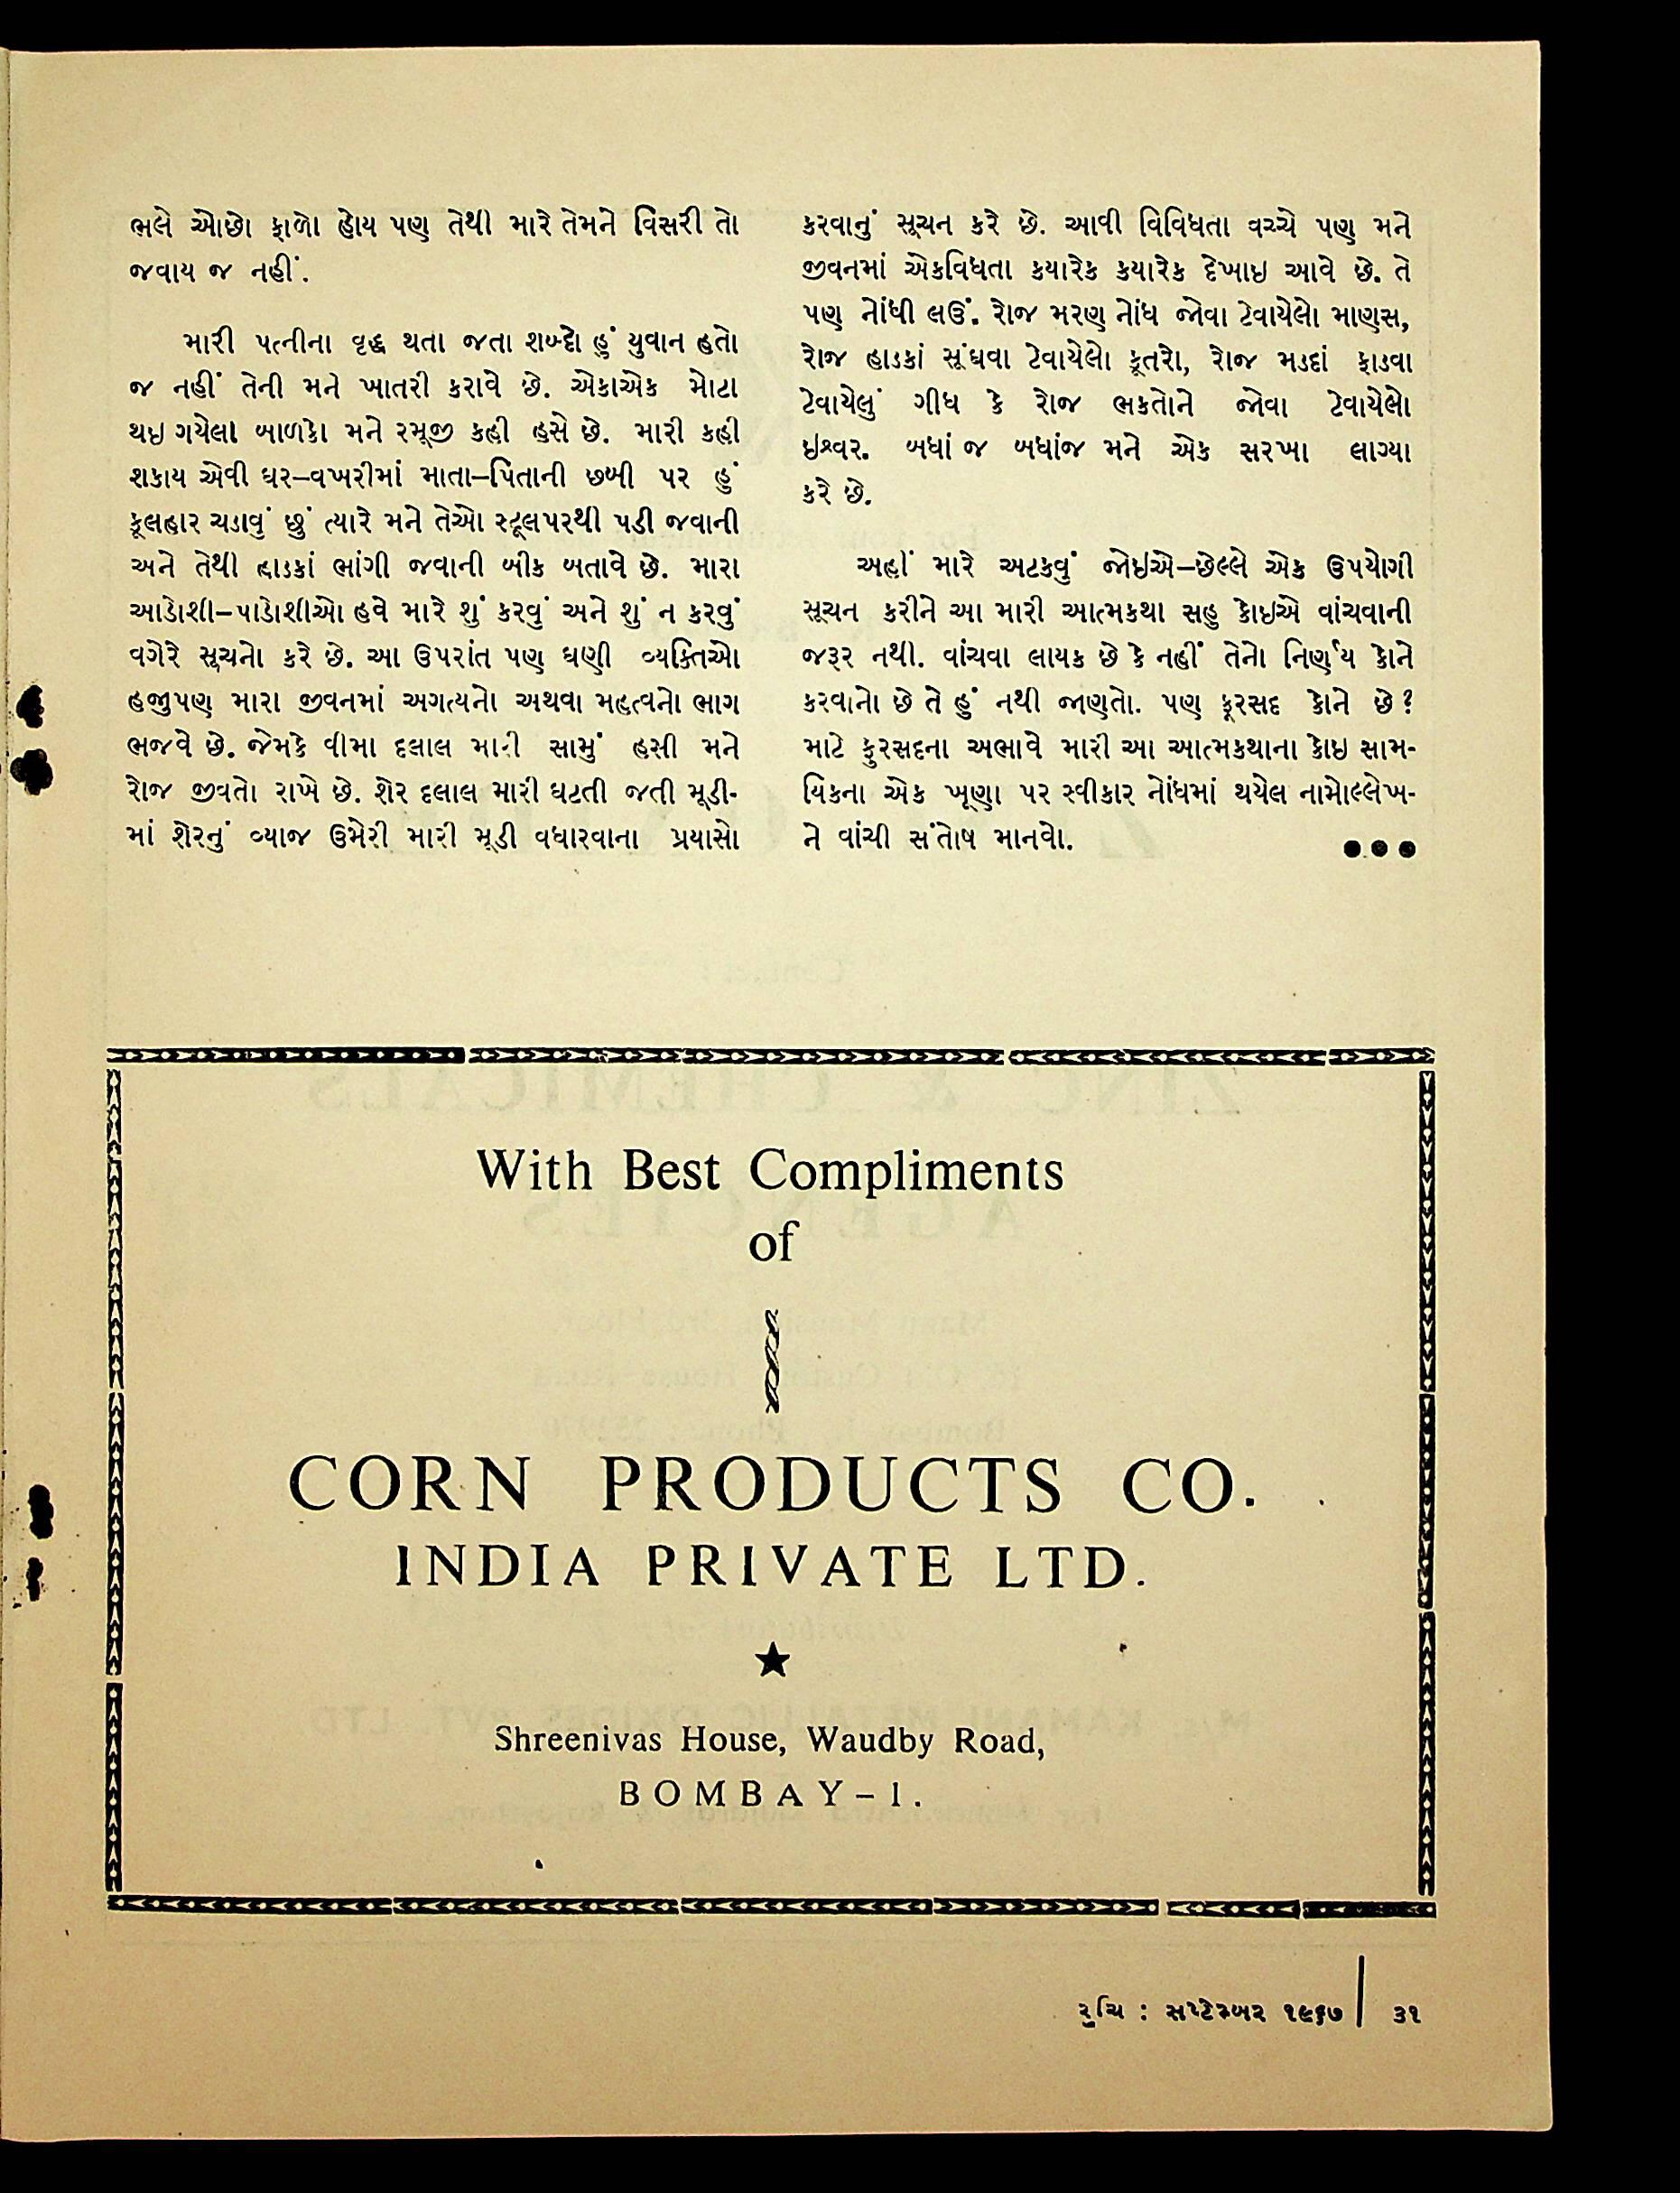 ભલે ઓછો ફાળો હોય પણ તેથી મારે તેમને વિસરી તો
જવાય જ નહીં.
મારી પત્નીના વૃદ્ધ થતા જતા શબ્દો હું યુવાન હતો
જ નહીં તેની મને ખાતરી કરાવે છે. એકાએક મોટા
થઇ ગયેલા બાળકો મને રમૂજી કહી હસે છે. મારી કહી
શકાય એવી ઘર–વખરીમાં માતા–પિતાની છબી પર હું
ફૂલહાર ચડાવું છું ત્યારે મને તેઓ સ્ટૂલપરથી પડી જવાની
અને તેથી હાડકાં ભાંગી જવાની બીક બતાવે છે. મારા
આડોશી–પાડોશીઓ હવે મારે શું કરવું અને શું ન કરવું
વગેરે સૂચનો કરે છે. આ ઉપરાંત પણ ઘણી વ્યક્તિઓ
હજીપણ મારા જીવનમાં અગત્યનો અથવા મહત્વનો ભાગ
ભજવે છે. જેમકે વીમા દલાલ મારી સામું હસી મને
રોજ જીવતો રાખે છે. શેર દલાલ મારી ઘટતી જતી મૂડી-
માં શેરનું વ્યાજ ઉમેરી મારી મૂડી વધારવાના પ્રયાસો
કરવાનું સૂચન કરે છે. આવી વિવિધતા વચ્ચે પણ મને
જીવનમાં એકવિધતા કયારેક કયારેક દેખાઇ આવે છે. તે
પણ નોંધી લઉં. રોજ મરણ નોંધ જોવા ટેવાયેલો માણસ,
રોજ હાડકાં સૂંઘવા ટેવાયેલો કૂતરો, રોજ મડદાં ફાડવા
ટેવાયેલું ગીધ કે રોજ ભકતોને જોવા ટેવાયેલો
ઇશ્વર. બધાં જ બધાંજ મને એક સરખા લાગ્યા
કરે છે.
અહીં મારે અટકવું જોઇએ–છેલ્લે એક ઉપયોગી
સૂચન કરીને આ મારી આત્મકથા સહુ કોઇએ વાંચવાની
જરૂર નથી. વાંચવા લાયક છે કે નહીં તેનો નિર્ણય કોને
કરવાનો છે તે હું નથી જાણતો. પણ ફૂરસદ કોને છે?
માટે ફુરસદના અભાવે મારી આ આત્મકથાના કોઇ સામ-
યિકના એક ખૂણા પર સ્વીકાર નોંધમાં થયેલ નામોલ્લેખ-
ને વાંચી સંતોષ માનવો. ●●●
With Best Compliments
of
CORN PRODUCTS CO.
INDIA PRIVATE LTD.
★
Shreenivas House, Waudby Road,
BOMBAY–1.
રુચિ : સપ્ટેમ્બર ૧૯૬૭ | ૩૧